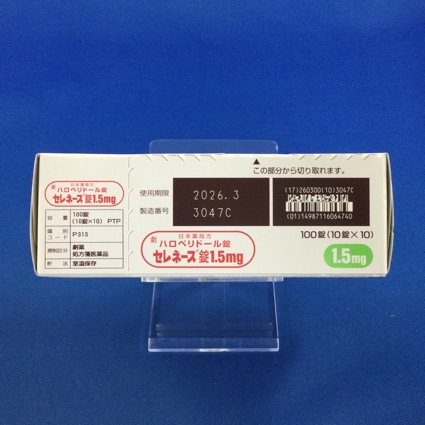 日本薬局方
劇 ハロペリドール錠
セレネース®錠1.5mg
容量 100錠
(10錠×10) PTP
識別コード P313
規制区分 劇薬
処方箋医薬品
貯法 室温保存
▲
この部分から切り取れます。
使用期限 2026.3
製造番号 3047C
(17)260300(10)3047C
(01)14987116064740
日本薬局方
劇 ハロペリドール錠
セレネース®錠1.5mg
100錠(10錠×10)
1.5mg